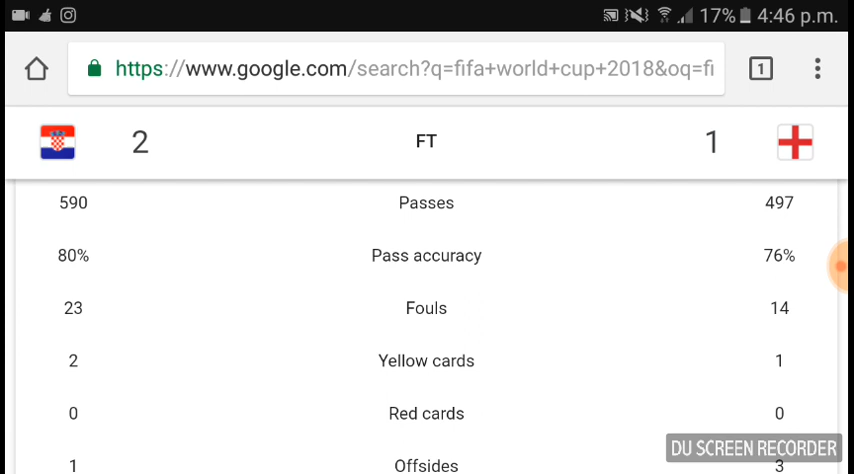 17% 4:46 p.m.
https://www.google.com/search?q=fifa+world+cup+2018&oq=fi
1
2 FT 1
590 Passes 497
80% Pass accuracy 76%
23 Fouls 14
2 Yellow cards 1
0 Red cards 0
1 Offsides 3
DU SCREEN RECORDER